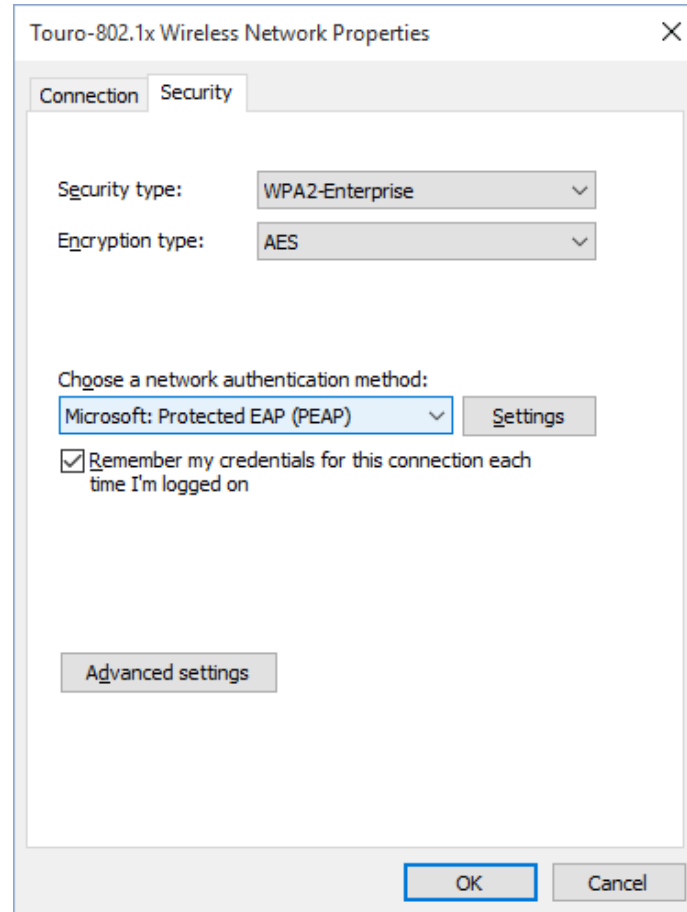 Touro-802.1x Wireless Network Properties
Connection
Security
Security type:
WPA2-Enterprise
Encryption type:
AES
Choose a network authentication method:
Microsoft: Protected EAP (PEAP)
Settings
Remember my credentials for this connection each
time I'm logged on
Advanced settings
OK
Cancel